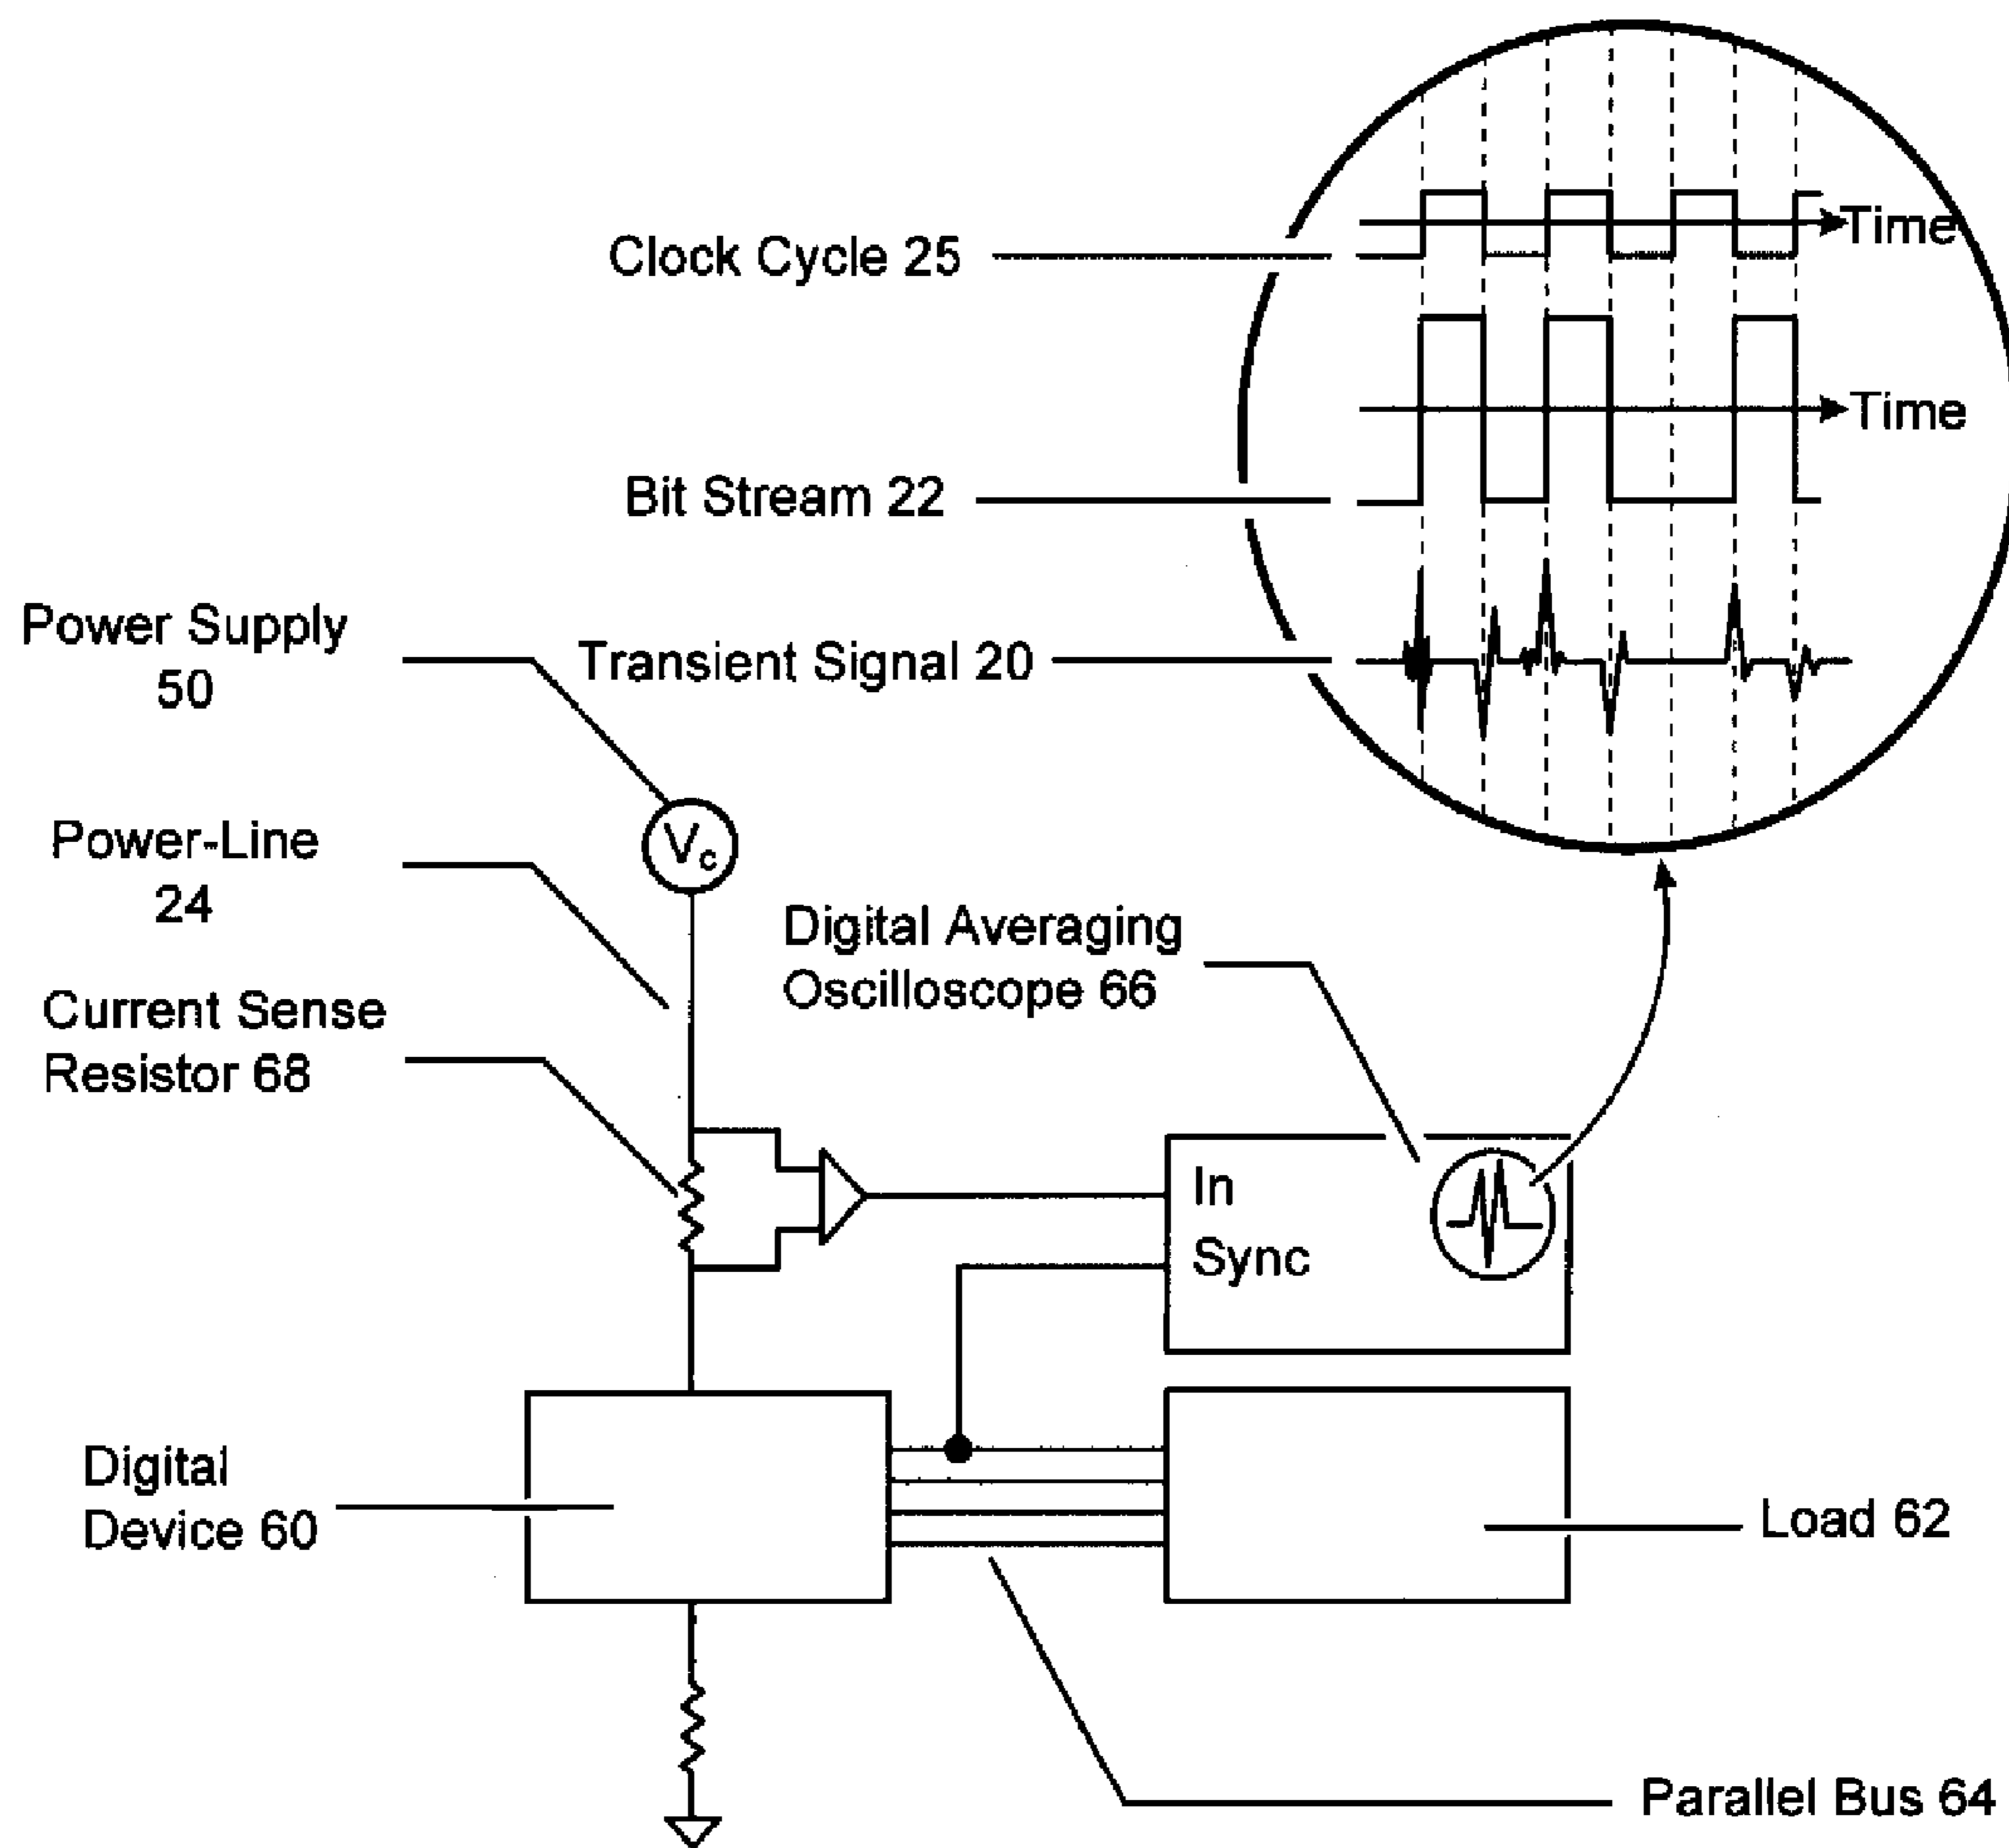 Time
Clock Cycle 25
Time
Bit Stream 22
Power Supply
50
Transient Signal 20
Power-Line
24
Vc
Digital Averaging
Oscilloscope 66
Current Sense
Resistor 68
In
Sync
Digital
Device 60
Load 62
Parallel Bus 64